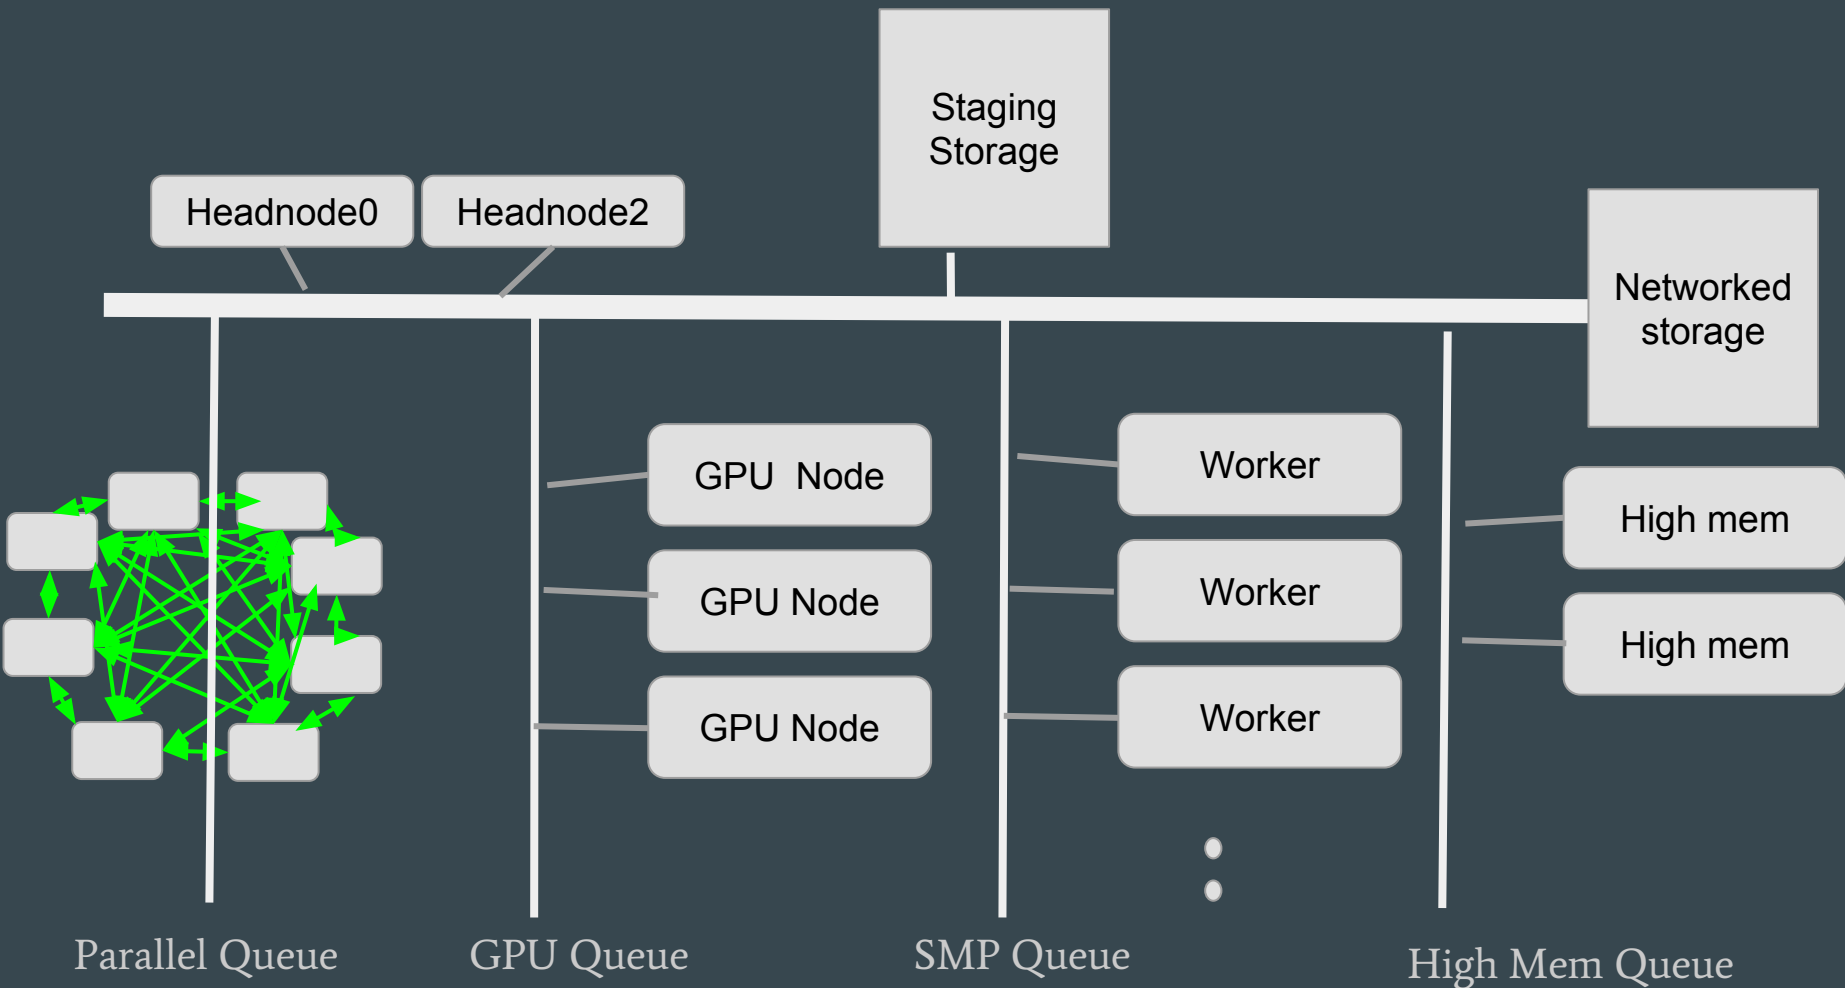 Staging
Storage
Headnode0
Headnode2
Networked
storage
GPU  Node
GPU Node
GPU Node
Worker
Worker
Worker
High mem
High mem
Parallel Queue
GPU Queue
SMP Queue
High Mem Queue